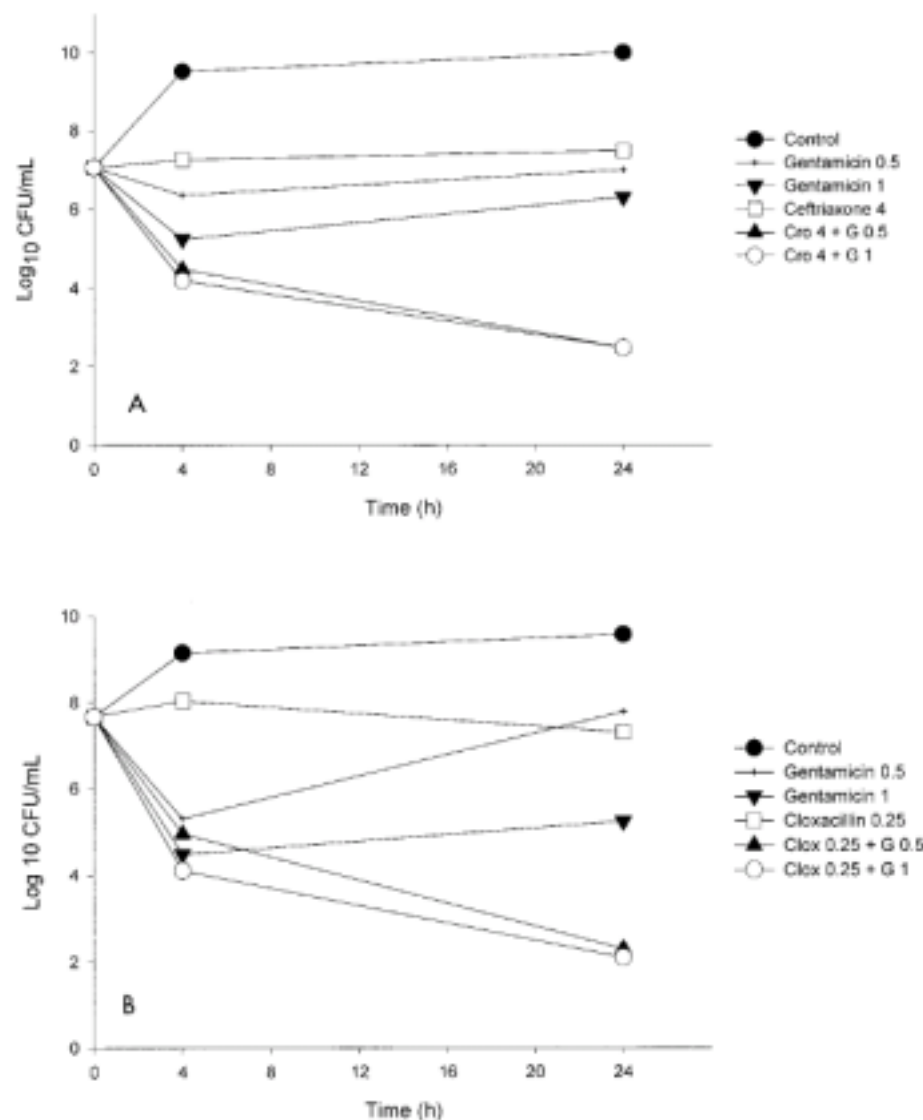 10
8
6
4
2
0
Log10 CFU/mL
A
0 4 8 12 16 20 24
Time (h)
Control
Gentamicin 0.5
Gentamicin 1
Ceftriaxone 4
Cro 4 + G 0.5
Cro 4 + G 1
10
8
6
4
2
0
Log 10 CFU/mL
B
0 4 8 12 16 20 24
Time (h)
Control
Gentamicin 0.5
Gentamicin 1
Cloxacillin 0.25
Clox 0.25 + G 0.5
Clox 0.25 + G 1